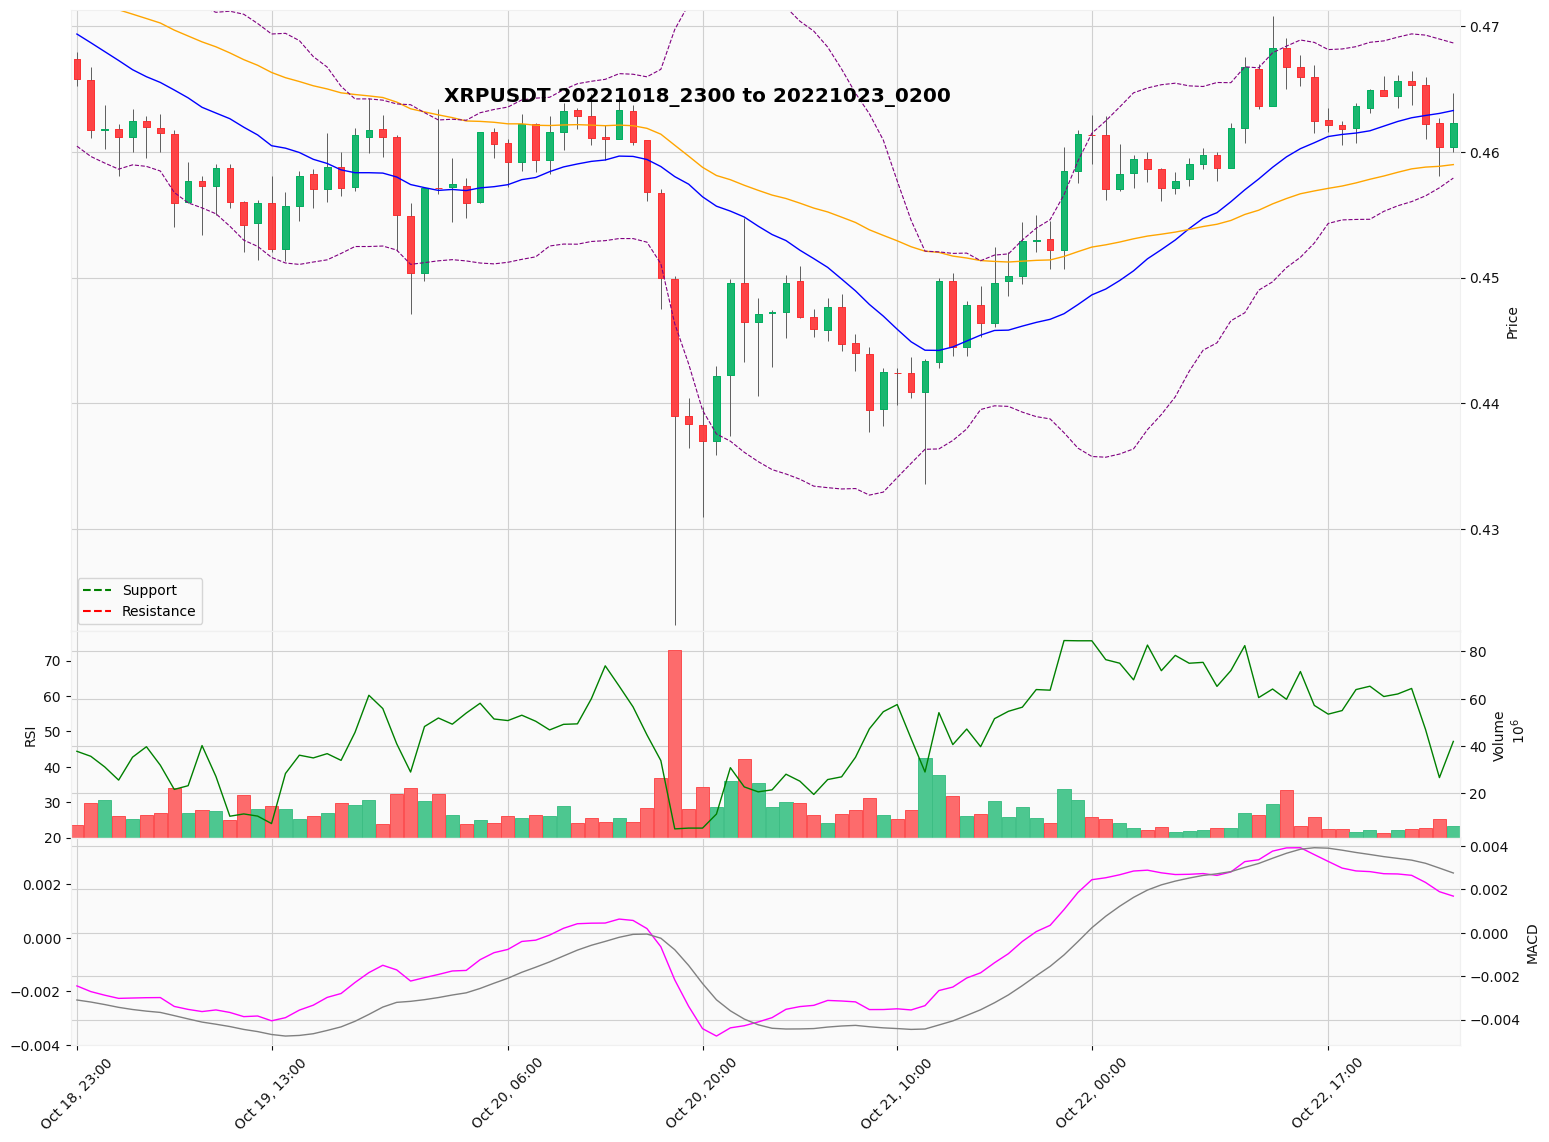 XRPUSDT 20221018_2300 to 20221023_0200
0.47
0.46
0.45
0.44
0.43
Price
Support
Resistance
70
60
50
40
30
20
RSI
80
60
40
20
Volume
10^6
0.002
0.000
−0.002
−0.004
0.004
0.002
0.000
−0.002
−0.004
MACD
Oct 18, 23:00
Oct 19, 13:00
Oct 20, 06:00
Oct 20, 20:00
Oct 21, 10:00
Oct 22, 00:00
Oct 22, 17:00